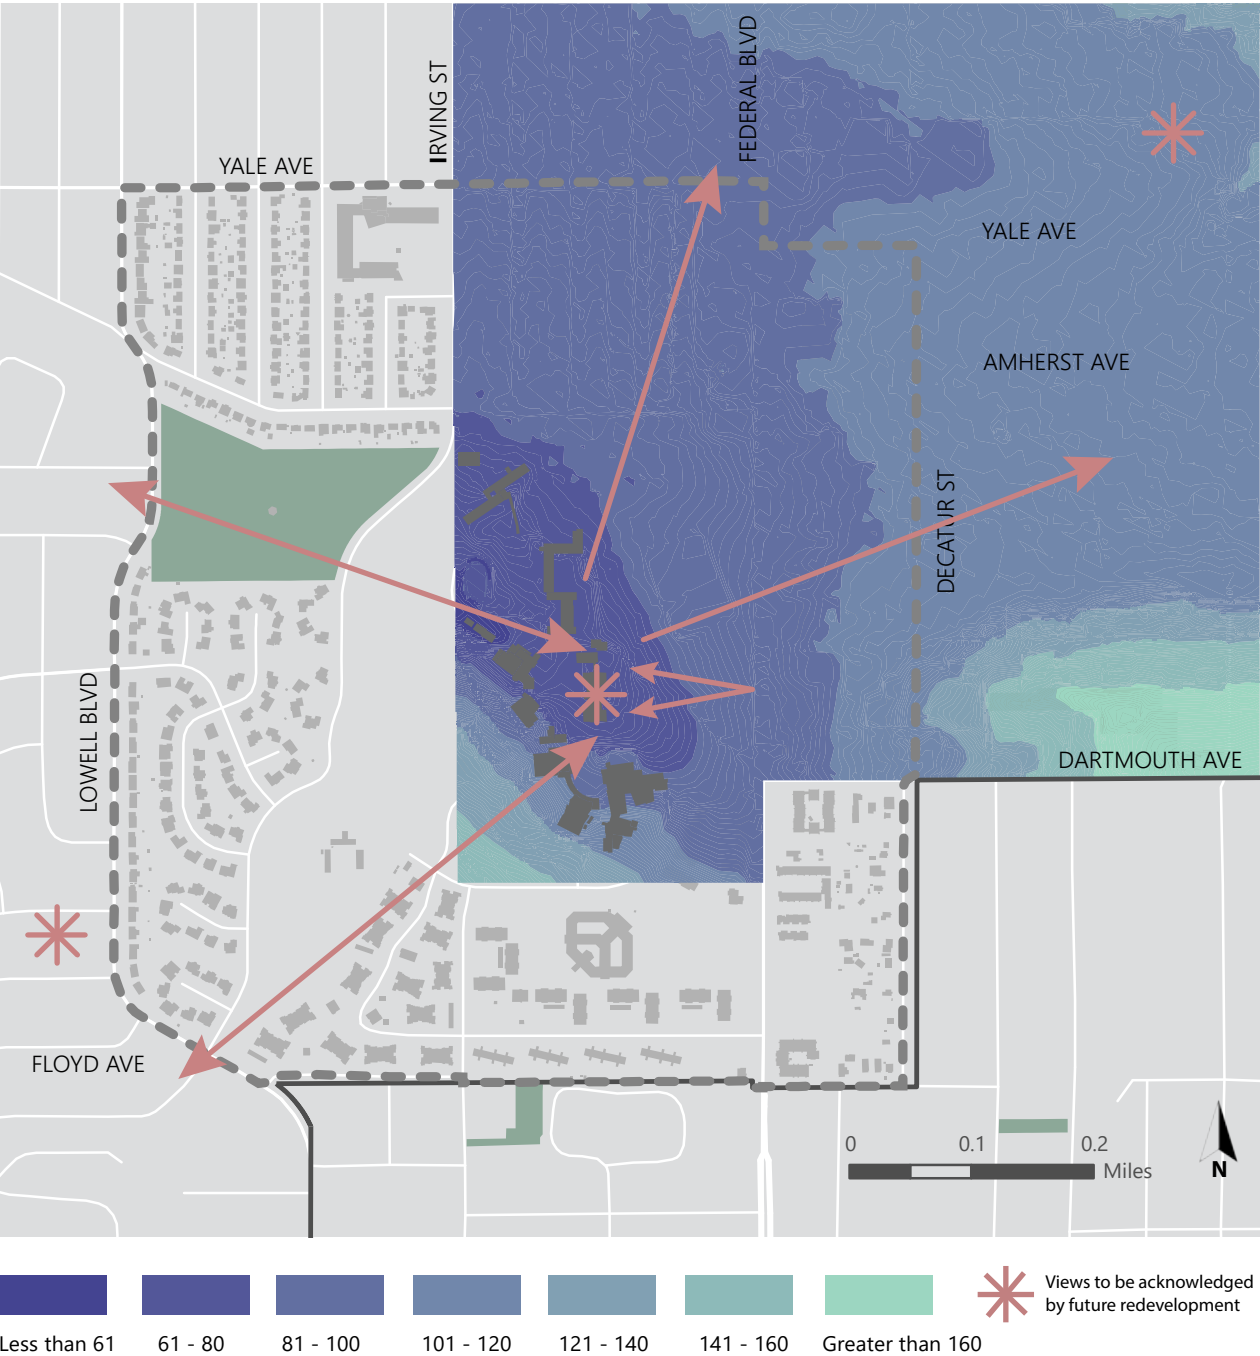 IRVING ST
FEDERAL BLVD
YALE AVE
YALE AVE
AMHERST AVE
DECATUR ST
LOWELL BLVD
DARTMOUTH AVE
FLOYD AVE
0 0.1 0.2
Miles
N
Views to be acknowledged
by future redevelopment
Less than 61 61 - 80 81 - 100 101 - 120 121 - 140 141 - 160 Greater than 160